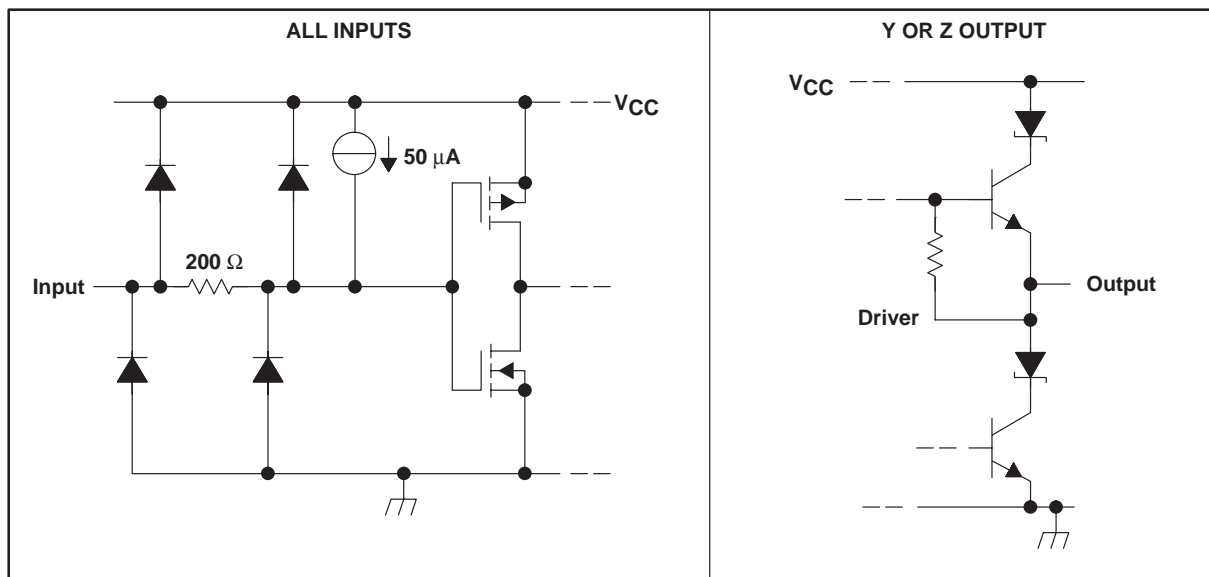 ALL INPUTS
VCC
50 μA
200 Ω
Input
Y OR Z OUTPUT
VCC
Output
Driver